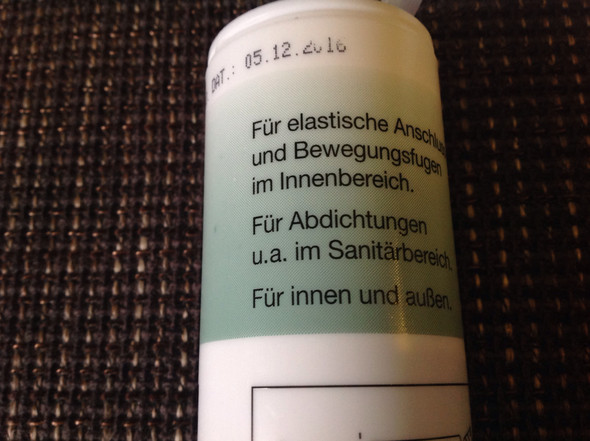 DAT.: 05.12.2016
Für elastische
und Bewegungsfugen
im Innenbereich.
Für Abdichtungen
u.a. im Sanitärbereich.
Für innen und außen.